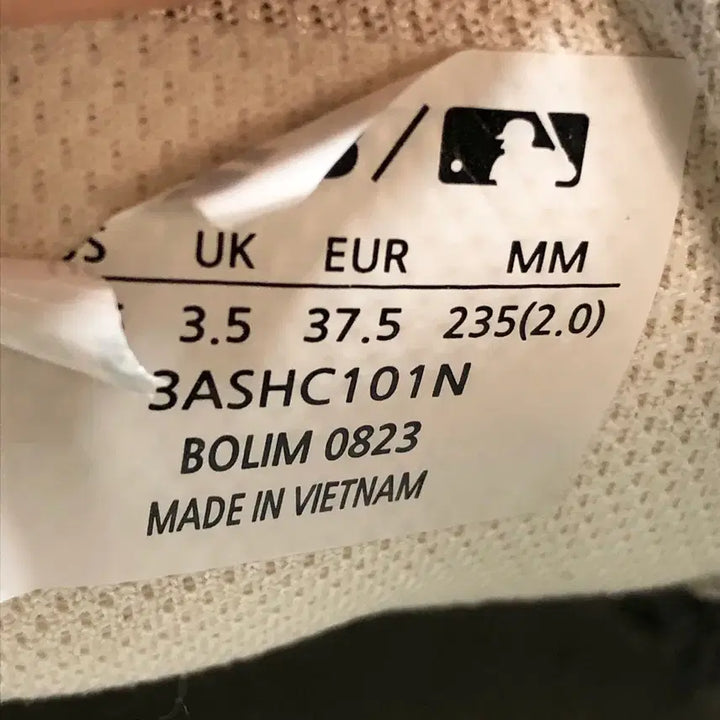 /
UK EUR MM
3.5 37.5 235(2.0)
3ASHC101N
BOLIM 0823
MADE IN VIETNAM